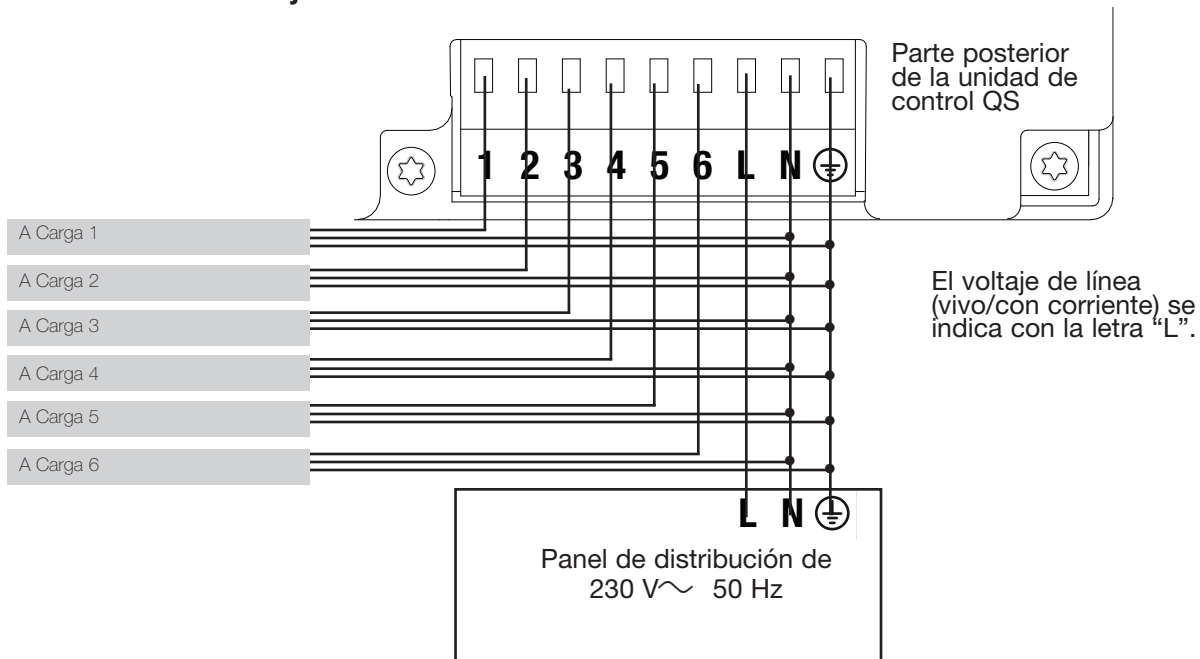 Parte posterior
de la unidad de
control QS
1 2 3 4 5 6 L N
A Carga 1
A Carga 2
A Carga 3
A Carga 4
A Carga 5
A Carga 6
El voltaje de línea
(vivo/con corriente) se
indica con la letra “L”.
L N
Panel de distribución de
230 V~ 50 Hz